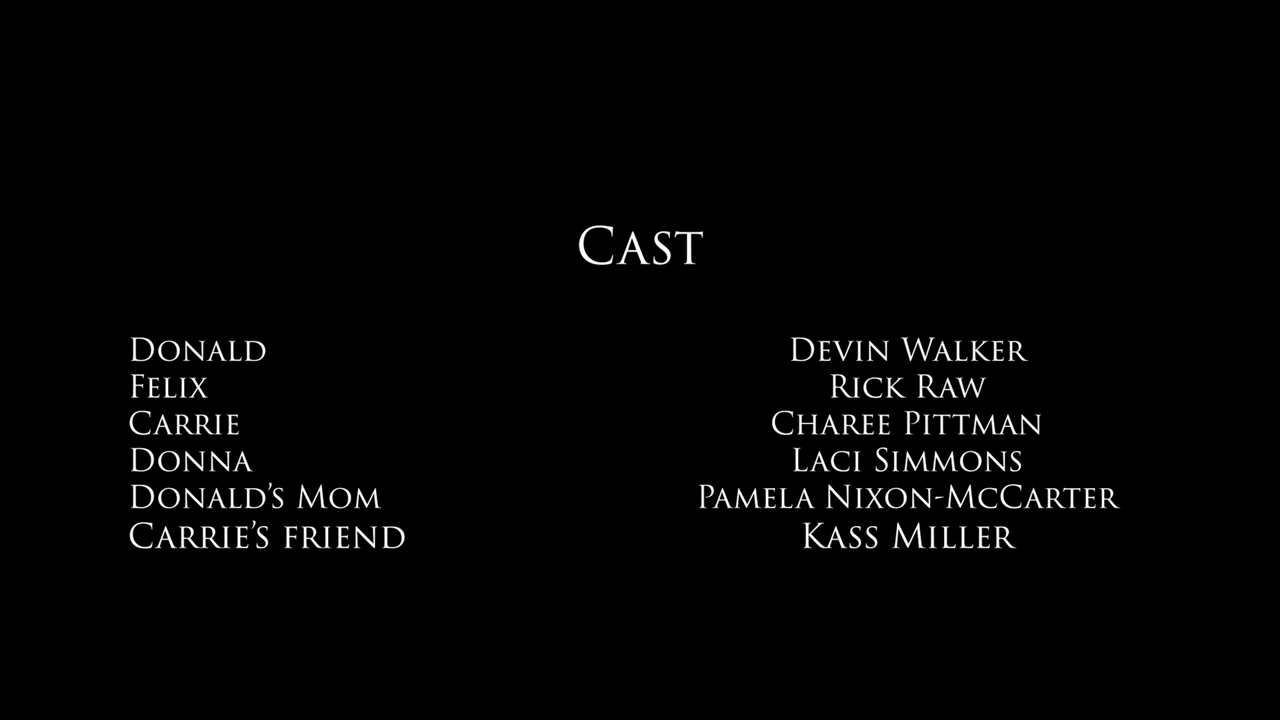 Cast
Donald Devin Walker
Felix Rick Raw
Carrie Charee Pittman
Donna Laci Simmons
Donald's Mom Pamela Nixon-McCarter
Carrie's friend Kass Miller